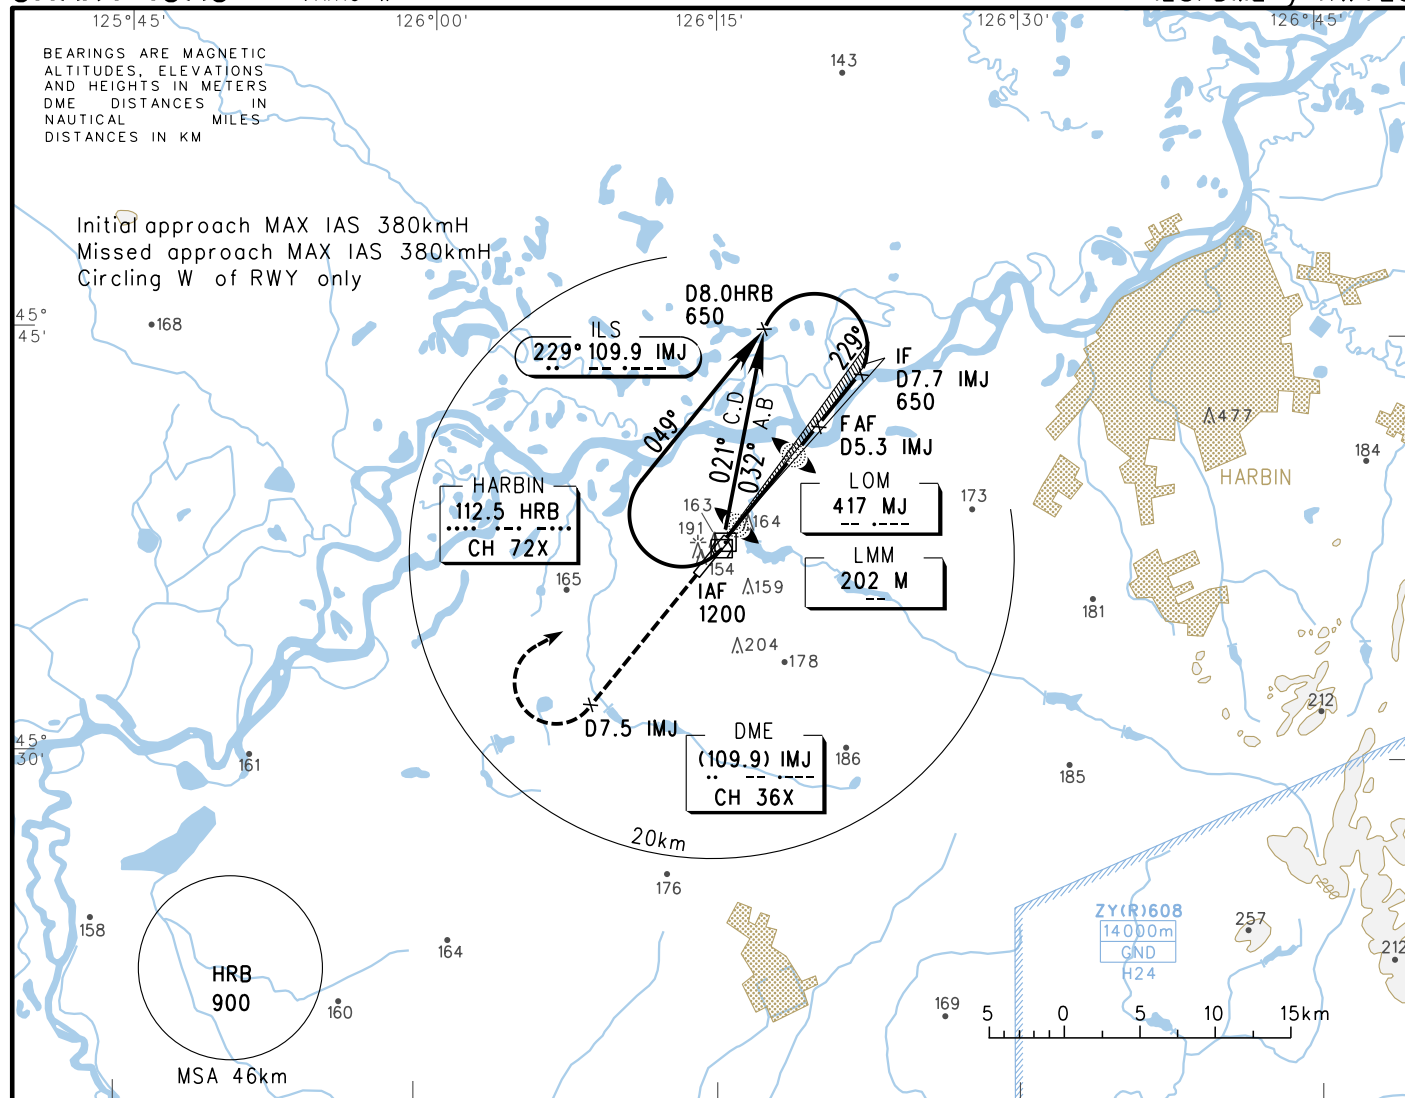 125°45'
126°00'
126°15'
126°30'
126°45'
BEARINGS ARE MAGNETIC
ALTITUDES, ELEVATIONS
AND HEIGHTS IN METERS
DME DISTANCES IN
NAUTICAL MILES
DISTANCES IN KM
143
Initial approach MAX IAS 380kmH
Missed approach MAX IAS 380kmH
Circling W of RWY only
45°
45'
168
D8.0HRB
650
ILS
229° 109.9 IMJ
229°
IF
D7.7 IMJ
650
FAF
D5.3 IMJ
049°
021° C.D
032° A.B
477
184
HARBIN
HARBIN
112.5 HRB
CH 72X
LOM
417 MJ
173
163
164
191
154
LMM
202 M
165
IAF
1200
159
181
204
178
212
D7.5 IMJ
45°
30'
161
DME
(109.9) IMJ
CH 36X
186
185
20km
176
200
158
164
ZY(R)608
14000m
GND
H24
257
212
HRB
900
160
169
5 0 5 10 15km
MSA 46km